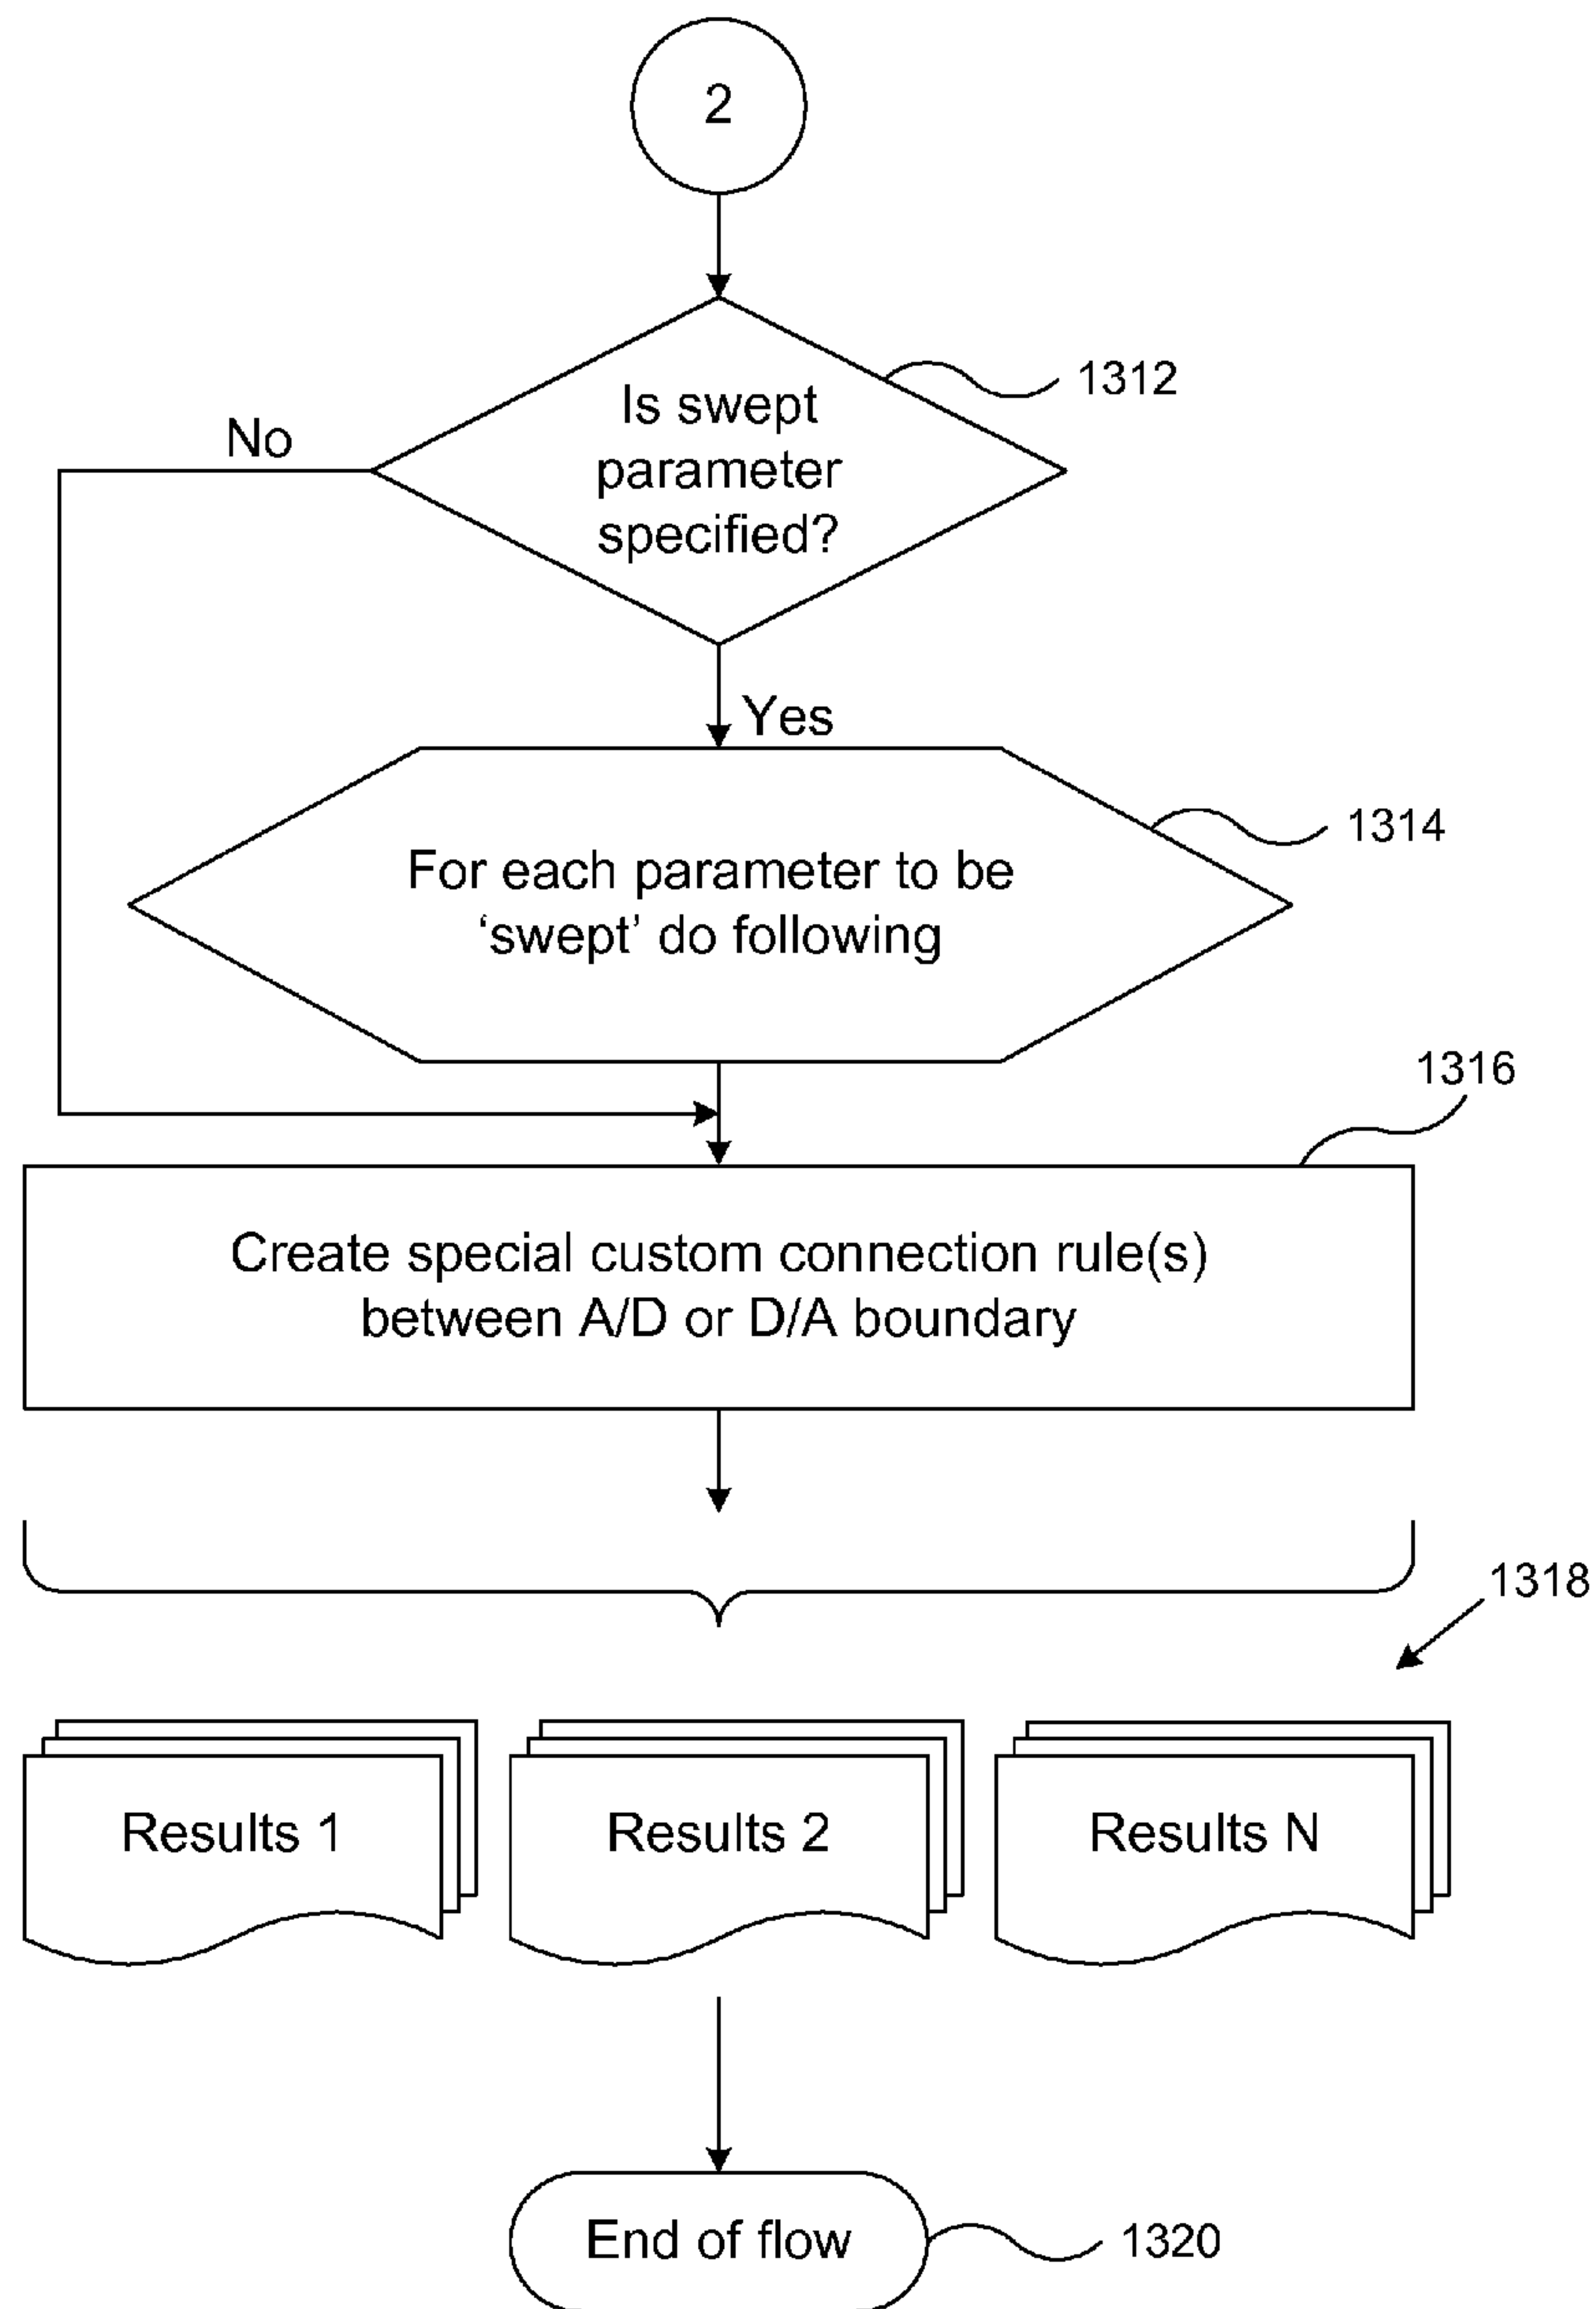 2
1312
Is swept
parameter
specified?
No
Yes
1314
For each parameter to be
‘swept’ do following
1316
Create special custom connection rule(s)
between A/D or D/A boundary
1318
Results 1
Results 2
Results N
End of flow
1320